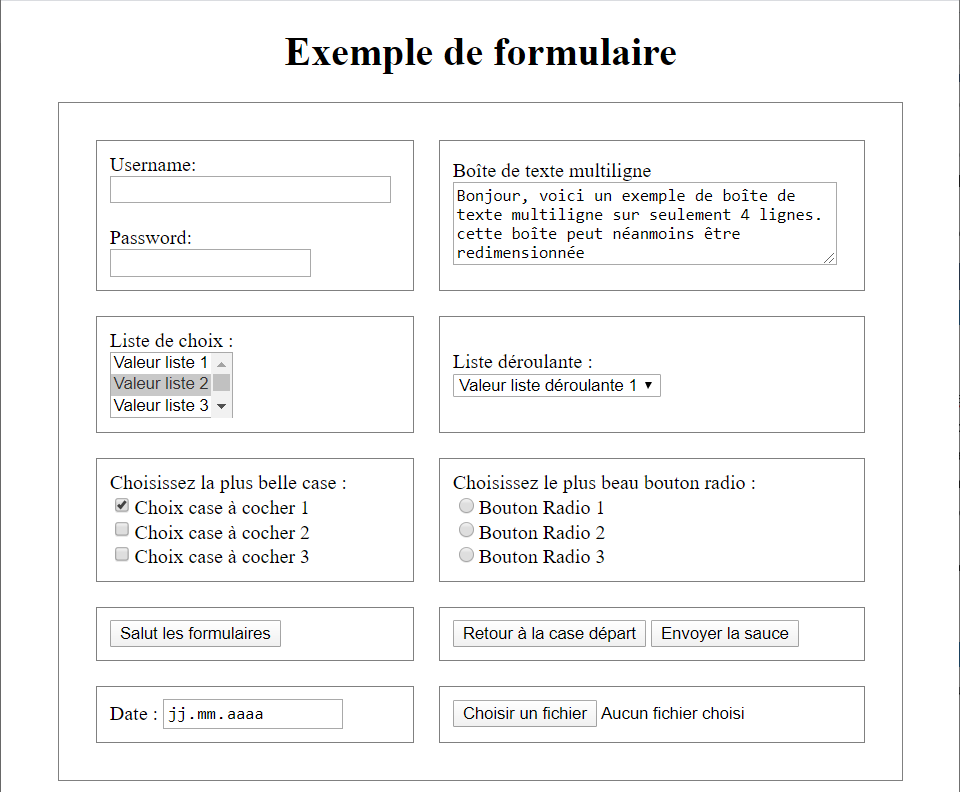 Exemple de formulaire
Username:
Password:
Boîte de texte multiligne
Bonjour, voici un exemple de boîte de
texte multiligne sur seulement 4 lignes.
cette boîte peut néanmoins être
redimensionnée
Liste de choix :
Valeur liste 1
Valeur liste 2
Valeur liste 3
Liste déroulante :
Valeur liste déroulante 1
Choisissez la plus belle case :
Choix case à cocher 1
Choix case à cocher 2
Choix case à cocher 3
Choisissez le plus beau bouton radio :
Bouton Radio 1
Bouton Radio 2
Bouton Radio 3
Salut les formulaires
Retour à la case départ Envoyer la sauce
Date : jj.mm.aaaa
Choisir un fichier Aucun fichier choisi